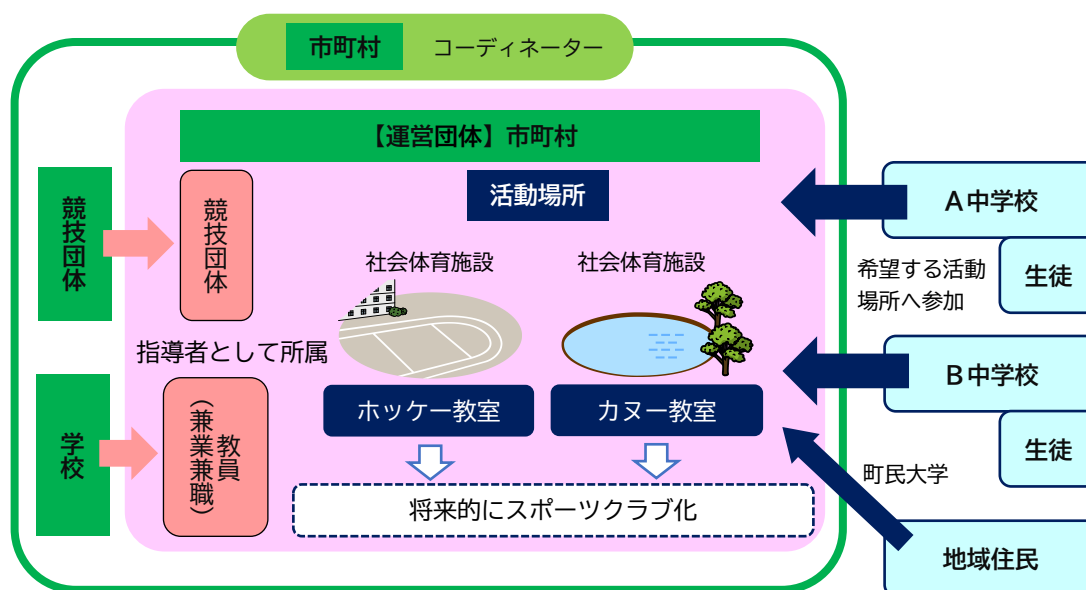 市町村 コーディネーター
【運営団体】市町村
活動場所
競技団体
競技団体
社会体育施設
社会体育施設
指導者として所属
学校
教員
（兼業兼職）
ホッケー教室
カヌー教室
将来的にスポーツクラブ化
A中学校
生徒
希望する活動
場所へ参加
B中学校
生徒
町民大学
地域住民